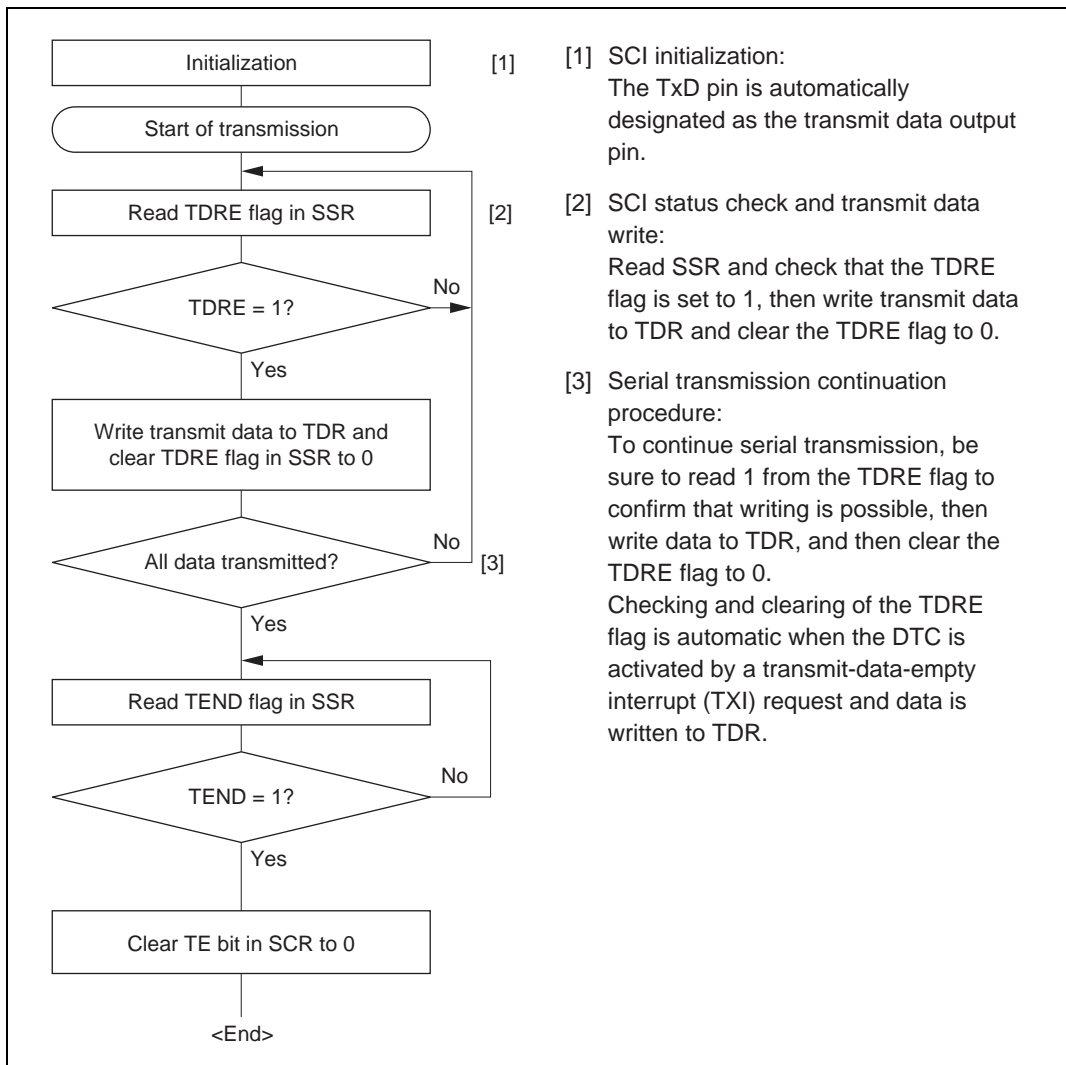 Initialization
[1]
Start of transmission
Read TDRE flag in SSR
[2]
No
TDRE = 1?
Yes
Write transmit data to TDR and
clear TDRE flag in SSR to 0
No
All data transmitted?
[3]
Yes
Read TEND flag in SSR
No
TEND = 1?
Yes
Clear TE bit in SCR to 0
<End>
[1] SCI initialization:
The TxD pin is automatically
designated as the transmit data output
pin.
[2] SCI status check and transmit data
write:
Read SSR and check that the TDRE
flag is set to 1, then write transmit data
to TDR and clear the TDRE flag to 0.
[3] Serial transmission continuation
procedure:
To continue serial transmission, be
sure to read 1 from the TDRE flag to
confirm that writing is possible, then
write data to TDR, and then clear the
TDRE flag to 0.
Checking and clearing of the TDRE
flag is automatic when the DTC is
activated by a transmit-data-empty
interrupt (TXI) request and data is
written to TDR.